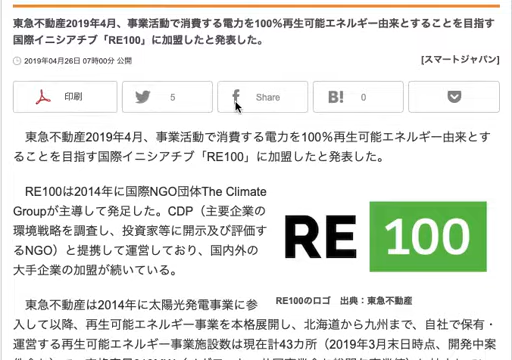 東急不動産2019年4月、事業活動で消費する電力を100%再生可能エネルギー由来とすることを目指す
国際イニシアチブ「RE100」に加盟したと発表した。
2019年04月26日 07時00分 公開
[スマートジャパン]
印刷
5
Share
B! 0
東急不動産2019年4月、事業活動で消費する電力を100%再生可能エネルギー由来とす
ることを目指す国際イニシアチブ「RE100」に加盟したと発表した。
RE100は2014年に国際NGO団体The Climate
Groupが主導して発足した。CDP(主要企業の
環境戦略を調査し、投資家等に開示及び評価す
るNGO)と提携して運営しており、国内外の
大手企業の加盟が続いている。
RE 100
RE100のロゴ 出典:東急不動産
東急不動産は2014年に太陽光発電事業に参
入して以降、再生可能エネルギー事業を本格展開し、北海道から九州まで、自社で保有・
運営する再生可能エネルギー事業施設数は現在計43カ所(2019年3月末日時点、開発中案